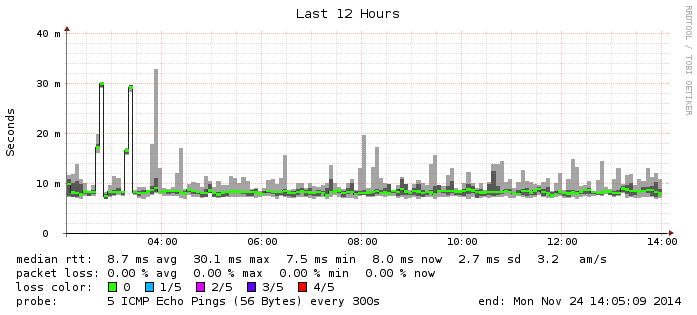 Last 12 Hours
RRDTOOL / TOBI OETIKER
Seconds
40 m
30 m
20 m
10 m
0
04:00 06:00 08:00 10:00 12:00 14:00
median rtt: 8.7 ms avg 30.1 ms max 7.5 ms min 8.0 ms now 2.7 ms sd 3.2 am/s
packet loss: 0.00 % avg 0.00 % max 0.00 % min 0.00 % now
loss color: 0 1/5 2/5 3/5 4/5
probe: 5 ICMP Echo Pings (56 Bytes) every 300s end: Mon Nov 24 14:05:09 2014